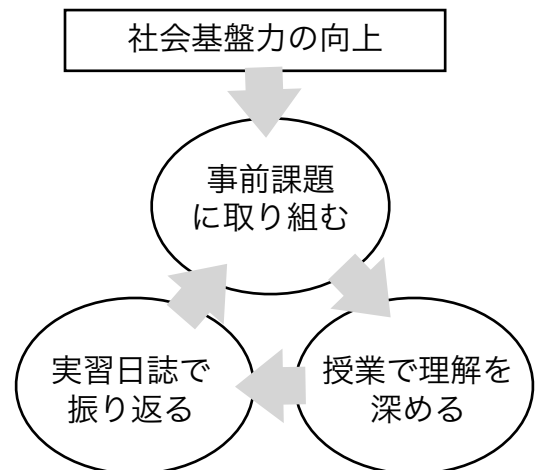 社会基盤力の向上
事前課題
に取り組む
実習日誌で
振り返る
授業で理解を
深める